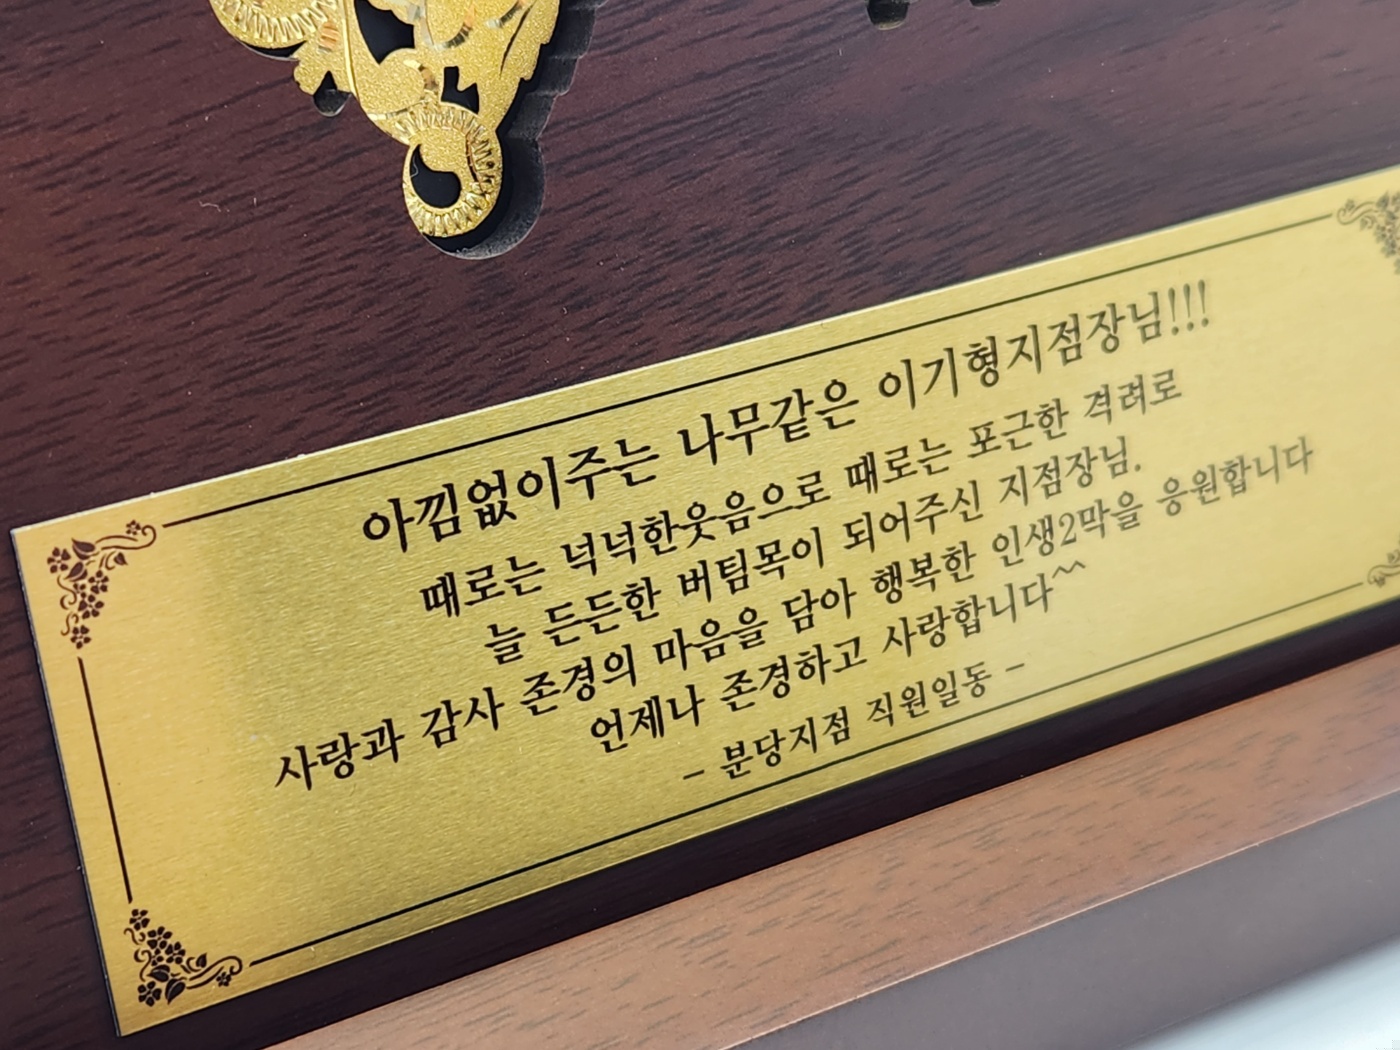 아낌없이주는 나무같은 이기형지점장님!!!
때로는 넉넉한웃음으로 때로는 포근한 격려로
늘 든든한 버팀목이 되어주신 지점장님.
사랑과 감사 존경의 마음을 담아 행복한 인생2막을 응원합니다
언제나 존경하고 사랑합니다^^
- 분당지점 직원일동 -